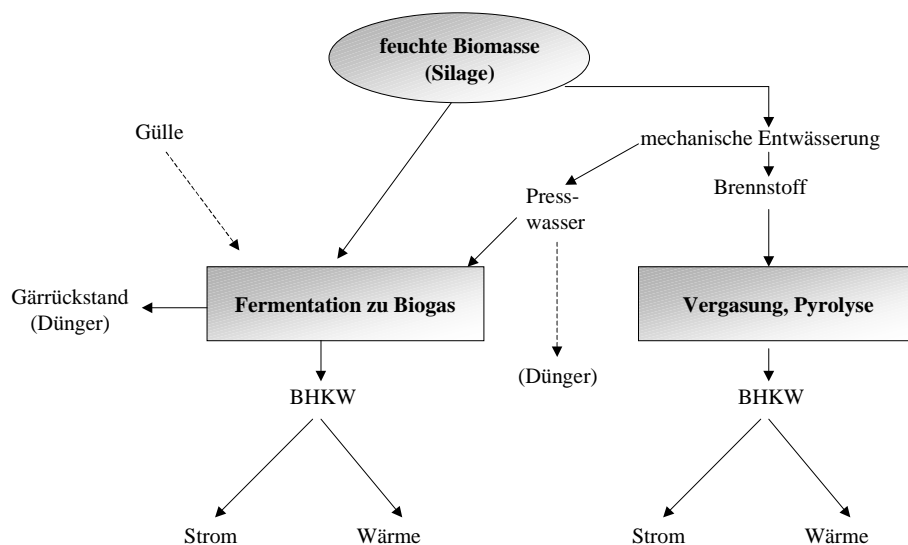 feuchte Biomasse
(Silage)
Gülle
mechanische Entwässerung
Press-
wasser
Brennstoff
Gärrückstand
(Dünger)
Fermentation zu Biogas
Vergasung, Pyrolyse
(Dünger)
BHKW
BHKW
Strom
Wärme
Strom
Wärme